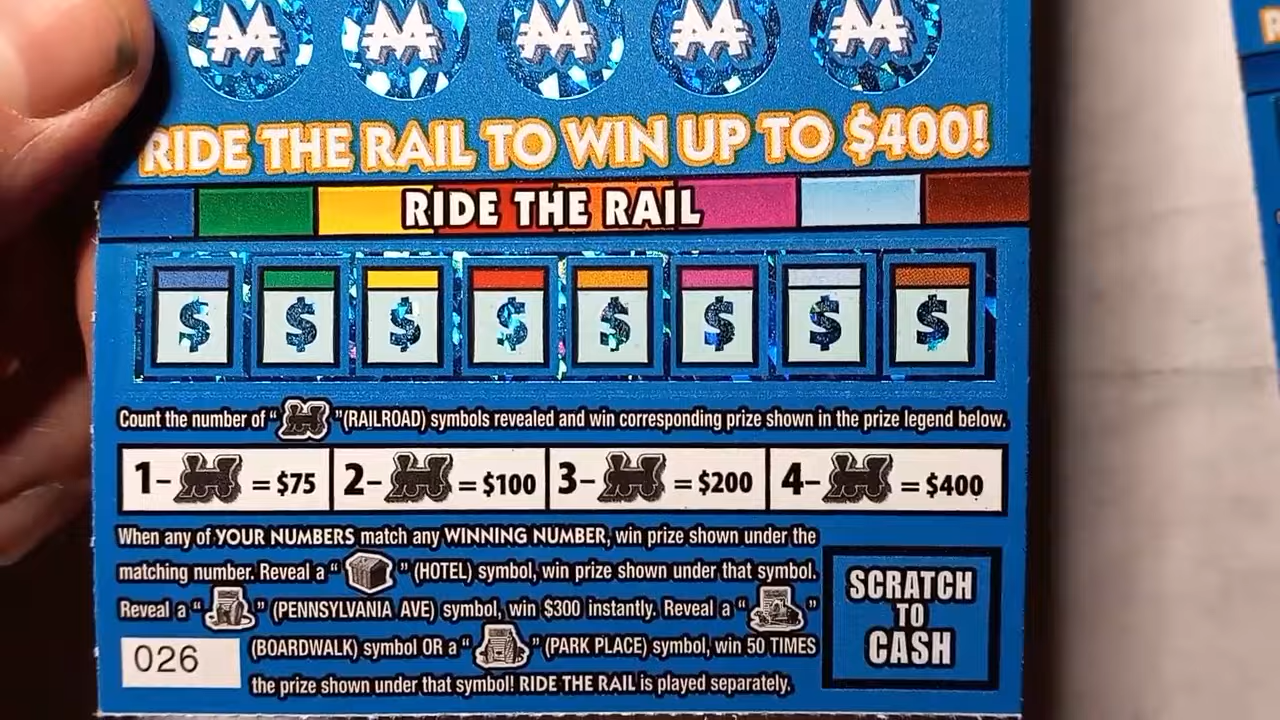 RIDE THE RAIL TO WIN UP TO $400!
RIDE THE RAIL
$ $ $ $ $ $ $ $
Count the number of " "(RAILROAD) symbols revealed and win corresponding prize shown in the prize legend below.
1- = $75 2- = $100 3- = $200 4- = $400
When any of YOUR NUMBERS match any WINNING NUMBER, win prize shown under the
matching number. Reveal a " " (HOTEL) symbol, win prize shown under that symbol.
Reveal a " " (PENNSYLVANIA AVE) symbol, win $300 instantly. Reveal a " "
(BOARDWALK) symbol OR a " " (PARK PLACE) symbol, win 50 TIMES
the prize shown under that symbol! RIDE THE RAIL is played separately.
026
SCRATCH
TO
CASH